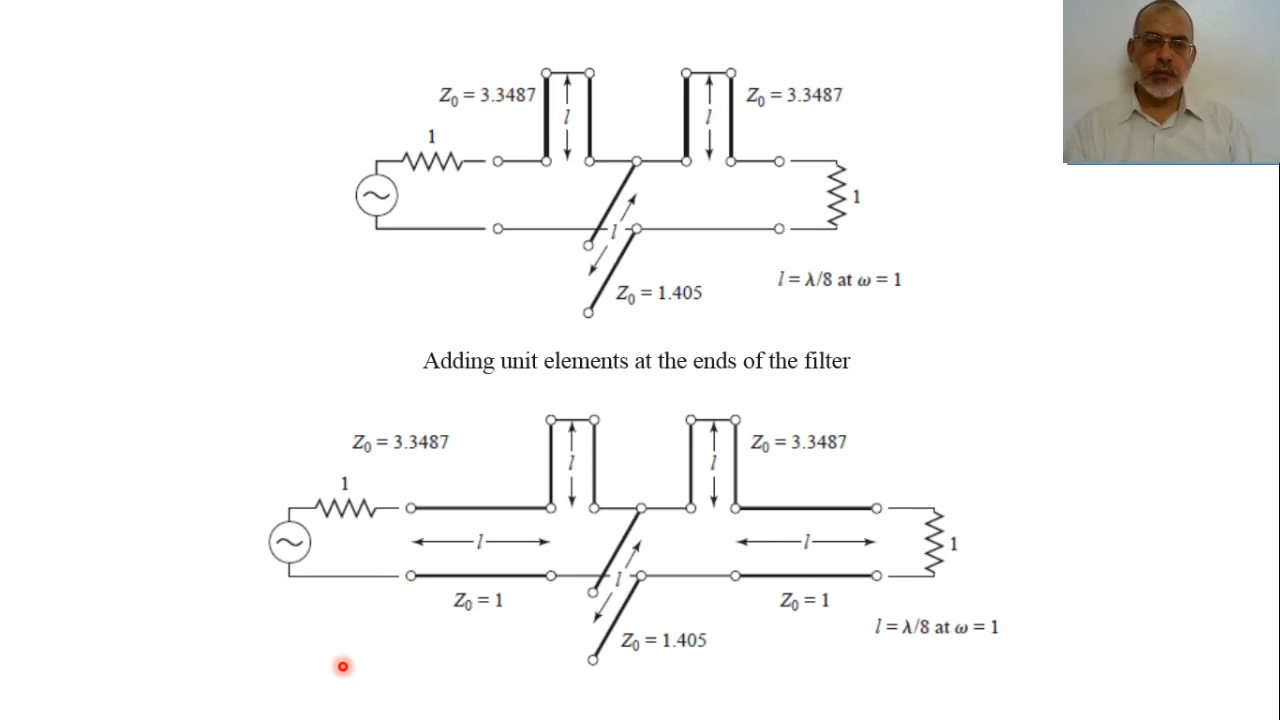 Z₀ = 3.3487
l
l
Z₀ = 3.3487
1
1
l
l = λ/8 at ω = 1
Z₀ = 1.405
Adding unit elements at the ends of the filter
Z₀ = 3.3487
l
l
Z₀ = 3.3487
1
l
l
1
l
Z₀ = 1
Z₀ = 1
l = λ/8 at ω = 1
Z₀ = 1.405